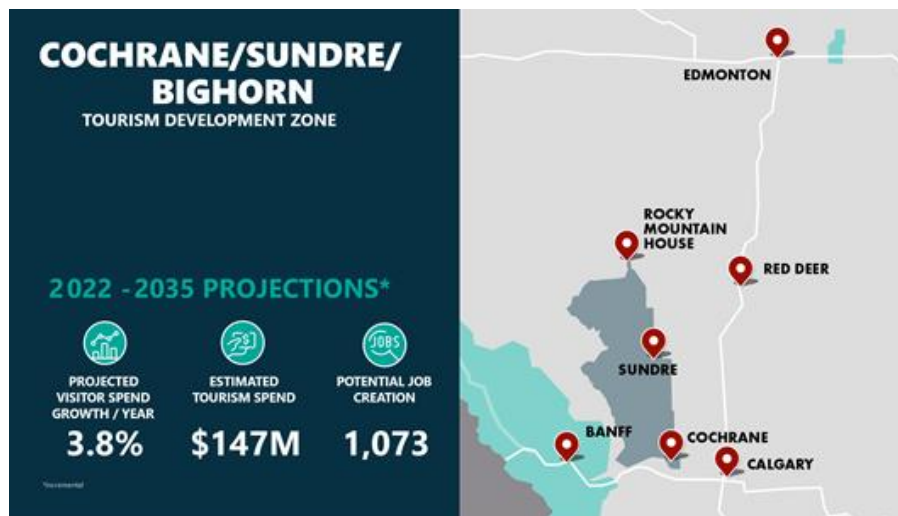 COCHRANE/SUNDRE/
BIGHORN
TOURISM DEVELOPMENT ZONE
2022 - 2035 PROJECTIONS*
JOBS
PROJECTED
VISITOR SPEND
GROWTH / YEAR
3.8%
ESTIMATED
TOURISM SPEND
$147M
POTENTIAL JOB
CREATION
1,073
*Incremental
EDMONTON
ROCKY
MOUNTAIN
HOUSE
RED DEER
SUNDRE
BANFF
COCHRANE
CALGARY